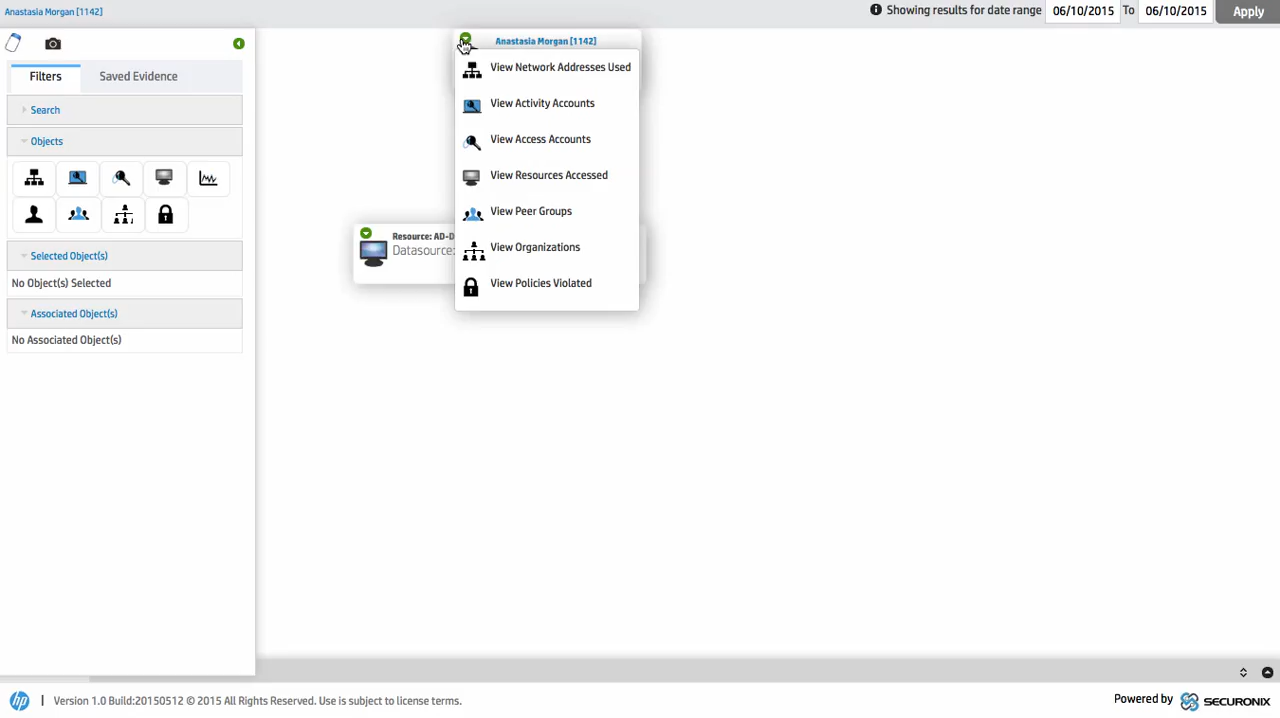 Anastasia Morgan [1142]
Showing results for date range 06/10/2015 To 06/10/2015 Apply
Filters Saved Evidence
Search
Objects
Selected Object(s)
No Object(s) Selected
Associated Object(s)
No Associated Object(s)
Anastasia Morgan [1142]
View Network Addresses Used
View Activity Accounts
View Access Accounts
View Resources Accessed
View Peer Groups
View Organizations
View Policies Violated
Resource: AD-D
Datasource:
hp | Version 1.0 Build:20150512 © 2015 All Rights Reserved. Use is subject to license terms.
Powered by SECURONIX